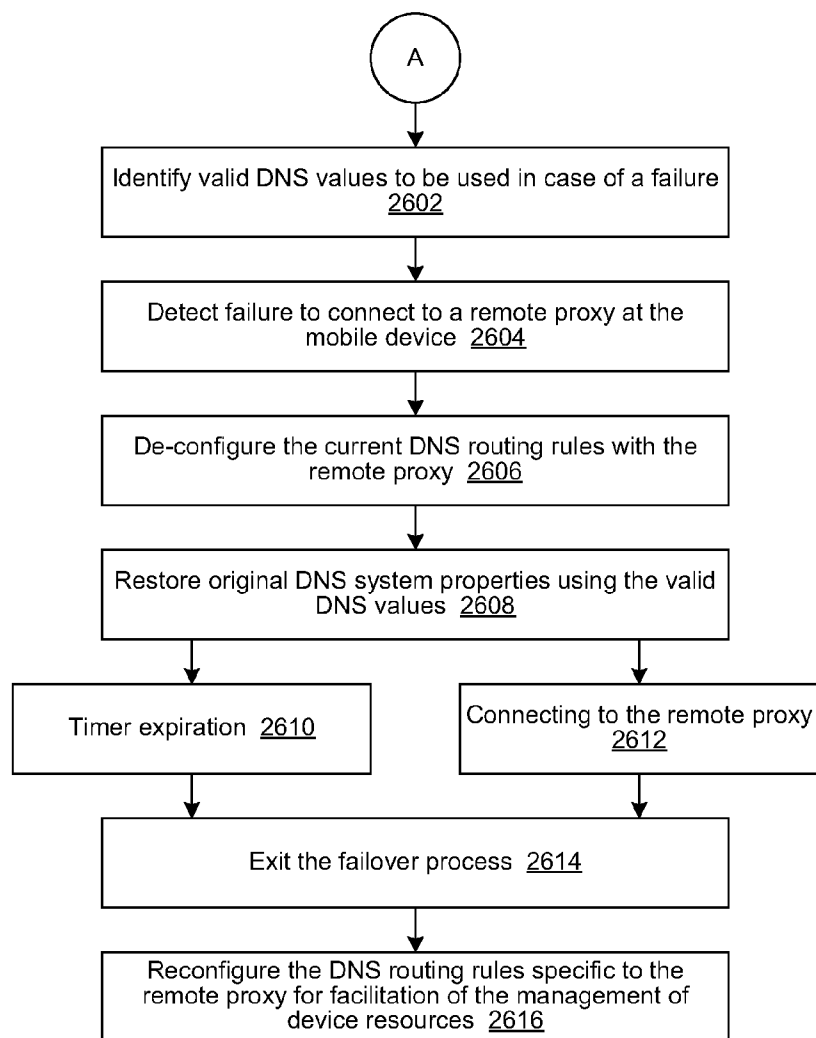 A
Identify valid DNS values to be used in case of a failure
2602
Detect failure to connect to a remote proxy at the
mobile device 2604
De-configure the current DNS routing rules with the
remote proxy 2606
Restore original DNS system properties using the valid
DNS values 2608
Timer expiration 2610
Connecting to the remote proxy
2612
Exit the failover process 2614
Reconfigure the DNS routing rules specific to the
remote proxy for facilitation of the management of
device resources 2616